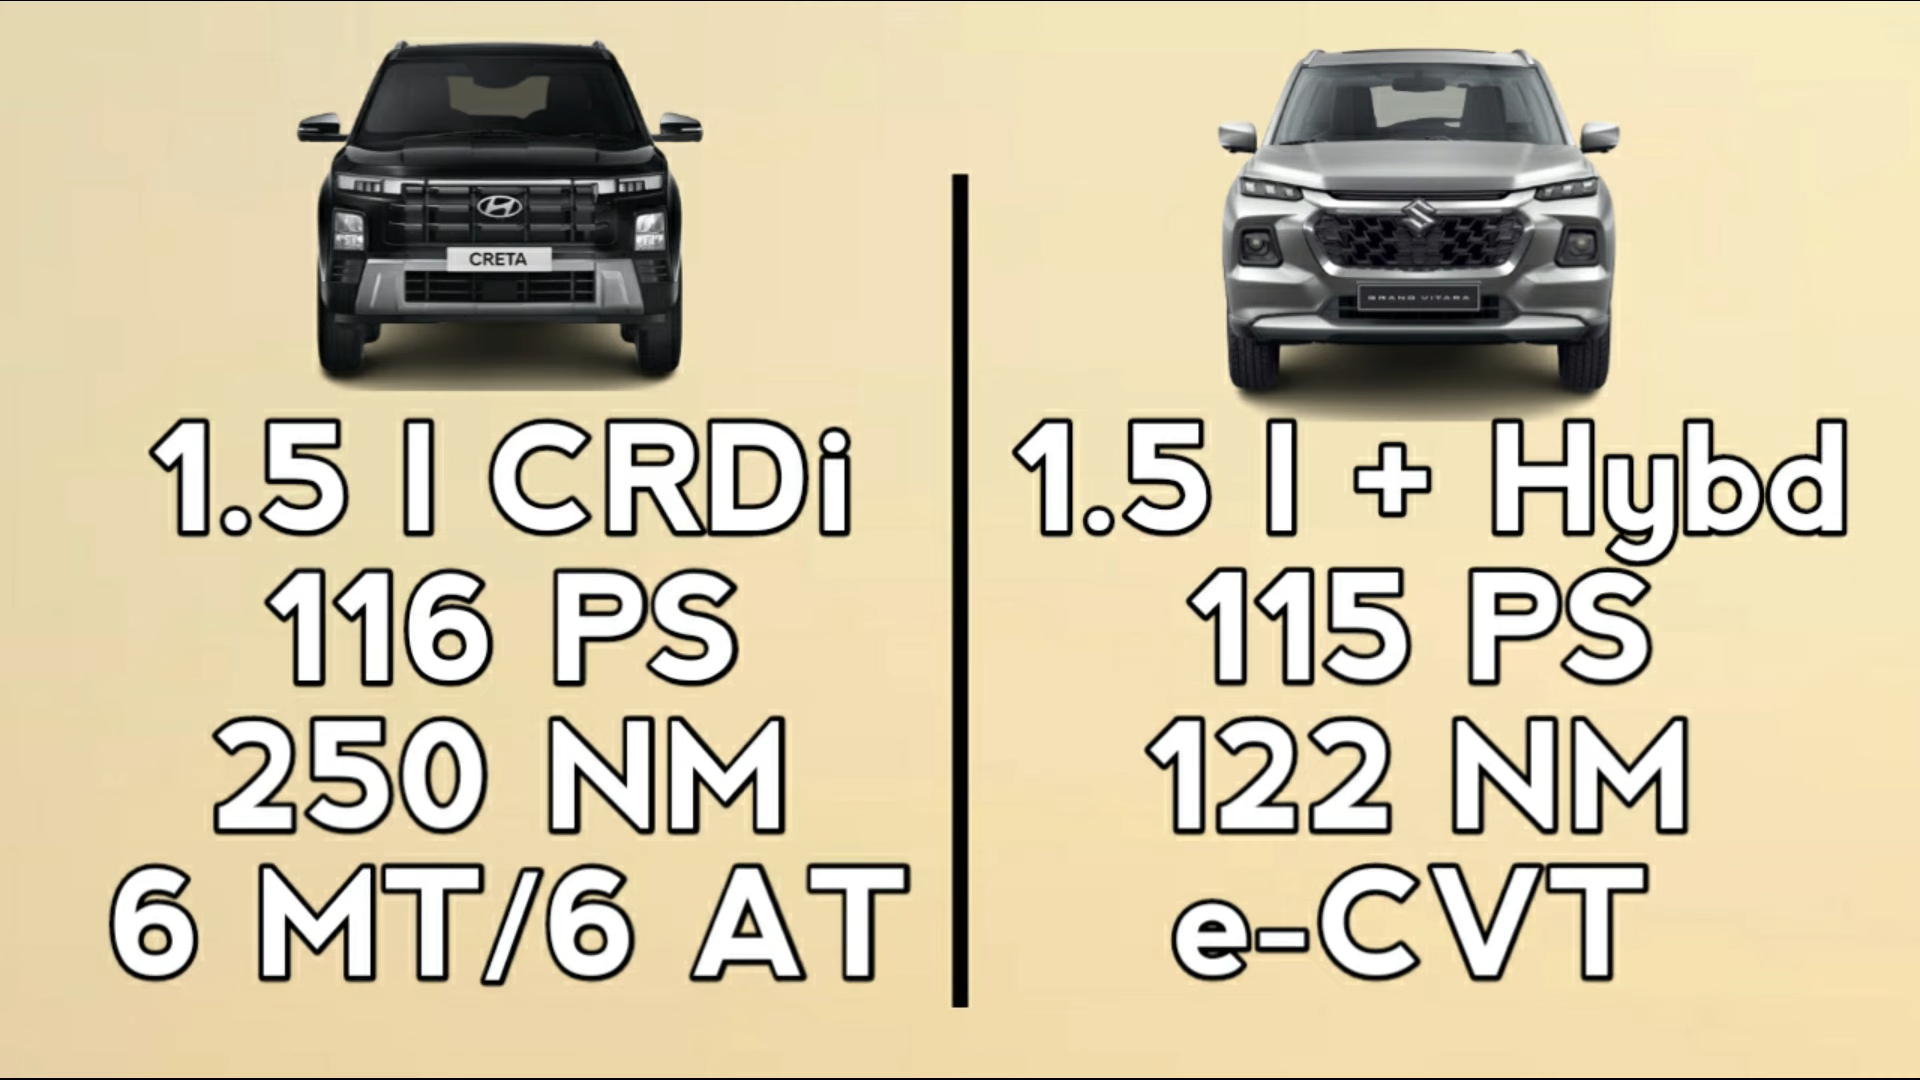 CRETA
1.5 l CRDi
116 PS
250 NM
6 MT/6 AT
GRAND VITARA
1.5 l + Hybd
115 PS
122 NM
e-CVT